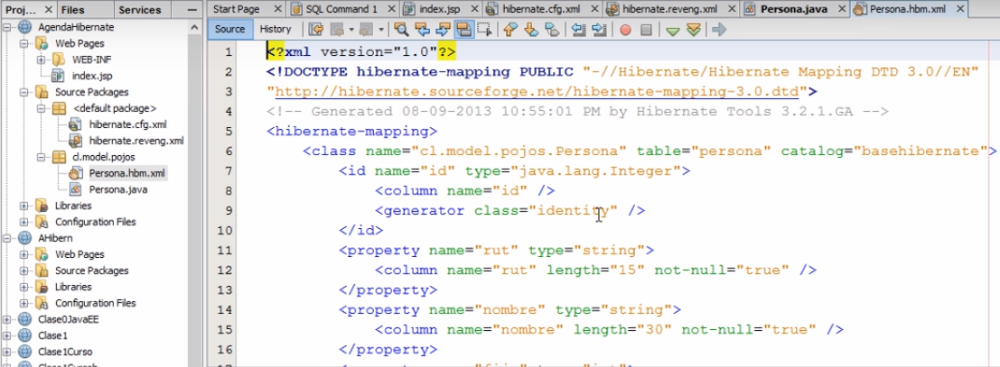 Proj... Files Services
Start Page SQL Command 1 index.jsp hibernate.cfg.xml hibernate.reveng.xml Persona.java Persona.hbm.xml
Source History
AgendaHibernate
Web Pages
WEB-INF
index.jsp
Source Packages
<default package>
hibernate.cfg.xml
hibernate.reveng.xml
cl.model.pojos
Persona.hbm.xml
Persona.java
Libraries
Configuration Files
AHibern
Web Pages
Source Packages
Libraries
Configuration Files
Clase0JavaEE
Clase1
Clase1Curso
1 <?xml version="1.0"?>
2 <!DOCTYPE hibernate-mapping PUBLIC "-//Hibernate/Hibernate Mapping DTD 3.0//EN"
3 "http://hibernate.sourceforge.net/hibernate-mapping-3.0.dtd">
4 <!-- Generated 08-09-2013 10:55:01 PM by Hibernate Tools 3.2.1.GA -->
5 <hibernate-mapping>
6 <class name="cl.model.pojos.Persona" table="persona" catalog="basehibernate">
7 <id name="id" type="java.lang.Integer">
8 <column name="id" />
9 <generator class="identity" />
10 </id>
11 <property name="rut" type="string">
12 <column name="rut" length="15" not-null="true" />
13 </property>
14 <property name="nombre" type="string">
15 <column name="nombre" length="30" not-null="true" />
16 </property>